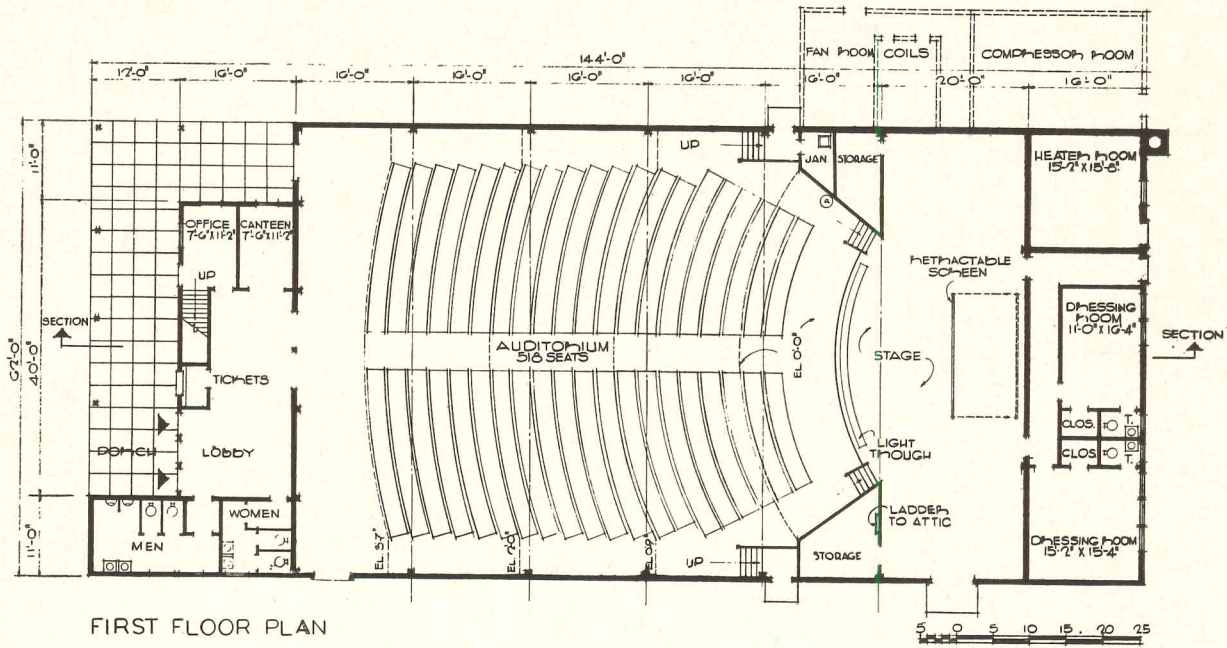 FAN ROOM
COILS
COMPRESSOR ROOM
144'-0"
12'-0"
16'-0"
16'-0"
16'-0"
16'-0"
16'-0"
16'-0"
20'-0"
16'-0"
62'-0"
11'-0"
40'-0"
11'-0"
UP
JAN
STORAGE
HEATER ROOM
15'-2" X 15'-8"
OFFICE
7'-6" X 11'-2"
CANTEEN
7'-6" X 11'-2"
UP
RETRACTABLE
SCREEN
DRESSING
ROOM
11'-0" X 16'-4"
SECTION
SECTION
AUDITORIUM
518 SEATS
EL 0'-0"
STAGE
TICKETS
CLOS.
T.
CLOS.
T.
PORCH
LOBBY
LIGHT
TROUGH
LADDER
TO ATTIC
WOMEN
MEN
EL 3.7'
EL 2.0'
EL 0.9'
UP
STORAGE
DRESSING ROOM
15'-2" X 15'-4"
FIRST FLOOR PLAN
5 0 5 10 15 20 25